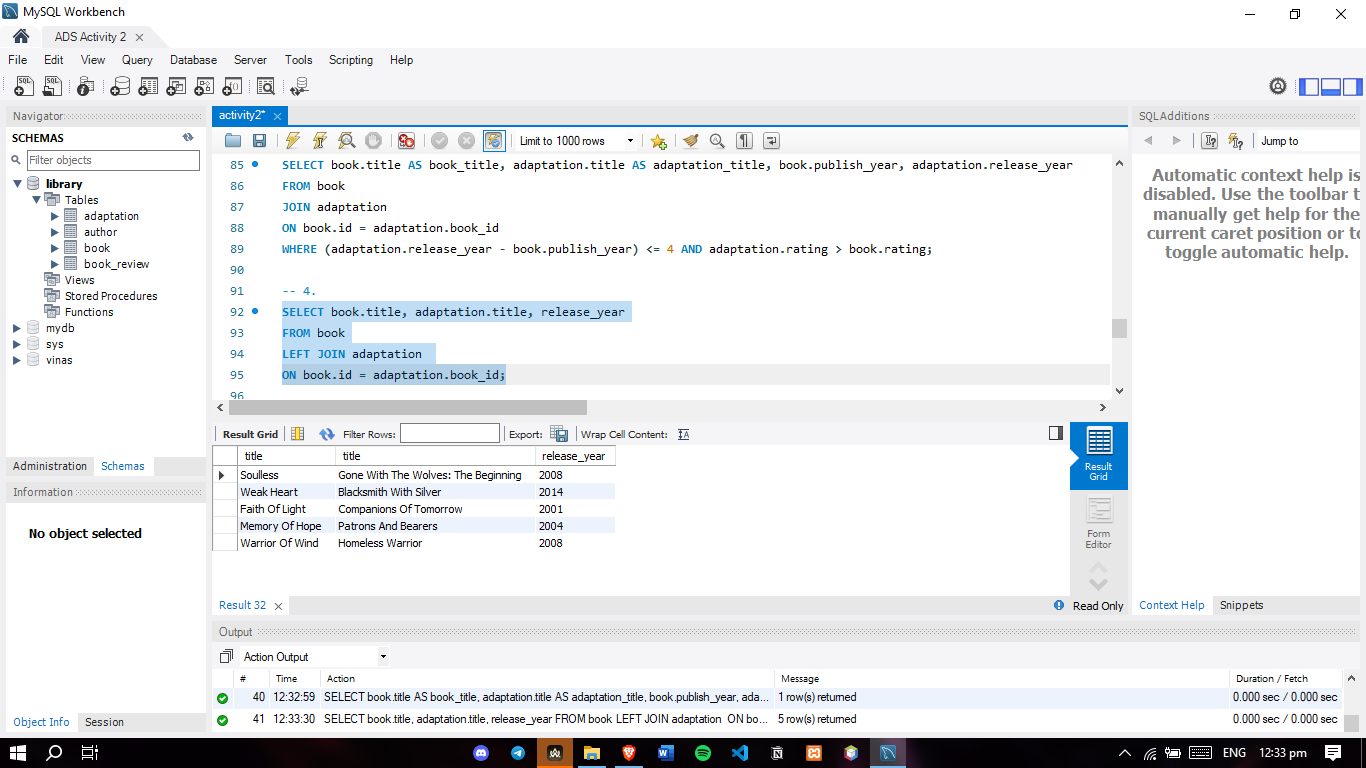 MySQL Workbench
ADS Activity 2
File Edit View Query Database Server Tools Scripting Help
Navigator
SCHEMAS
Filter objects
library
Tables
adaptation
author
book
book_review
Views
Stored Procedures
Functions
mydb
sys
vinas
Administration Schemas
Information
No object selected
Object Info Session
activity2*
Limit to 1000 rows
85 SELECT book.title AS book_title, adaptation.title AS adaptation_title, book.publish_year, adaptation.release_year
86 FROM book
87 JOIN adaptation
88 ON book.id = adaptation.book_id
89 WHERE (adaptation.release_year - book.publish_year) <= 4 AND adaptation.rating > book.rating;
90
91 -- 4.
92 SELECT book.title, adaptation.title, release_year
93 FROM book
94 LEFT JOIN adaptation
95 ON book.id = adaptation.book_id;
96
Result Grid Filter Rows: Export: Wrap Cell Content:
title title release_year
Soulless Gone With The Wolves: The Beginning 2008
Weak Heart Blacksmith With Silver 2014
Faith Of Light Companions Of Tomorrow 2001
Memory Of Hope Patrons And Bearers 2004
Warrior Of Wind Homeless Warrior 2008
Result
Grid
Form
Editor
Result 32
Read Only
SQLAdditions
Jump to
Automatic context help is
disabled. Use the toolbar t
manually get help for the
current caret position or to
toggle automatic help.
Context Help Snippets
Output
Action Output
# Time Action Message Duration / Fetch
40 12:32:59 SELECT book.title AS book_title, adaptation.title AS adaptation_title, book.publish_year, ada... 1 row(s) returned 0.000 sec / 0.000 sec
41 12:33:30 SELECT book.title, adaptation.title, release_year FROM book LEFT JOIN adaptation ON bo... 5 row(s) returned 0.000 sec / 0.000 sec
ENG 12:33 pm